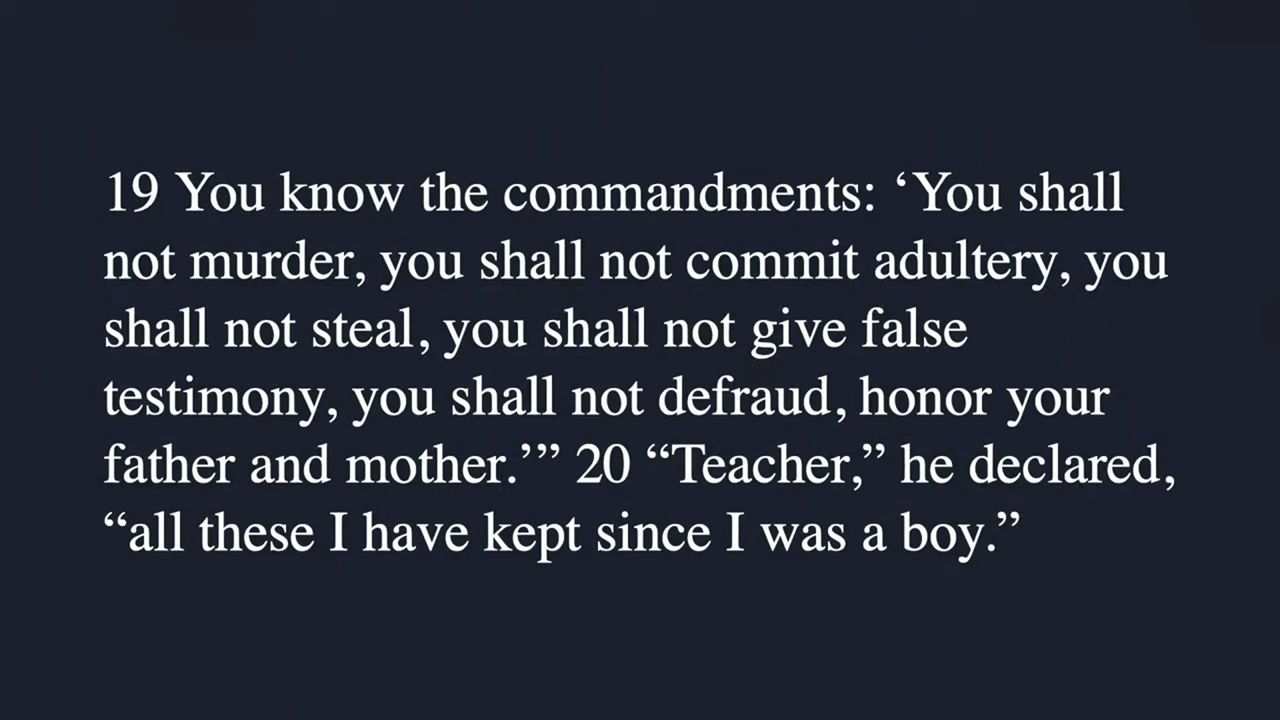 19 You know the commandments: ‘You shall
not murder, you shall not commit adultery, you
shall not steal, you shall not give false
testimony, you shall not defraud, honor your
father and mother.’” 20 “Teacher,” he declared,
“all these I have kept since I was a boy.”